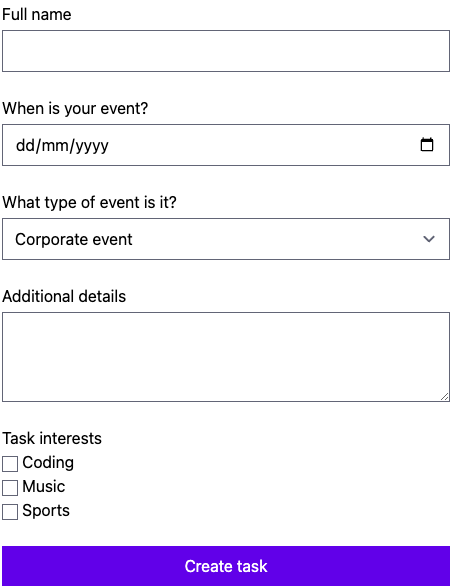 Full name
When is your event?
dd/mm/yyyy
What type of event is it?
Corporate event
Additional details
Task interests
Coding
Music
Sports
Create task